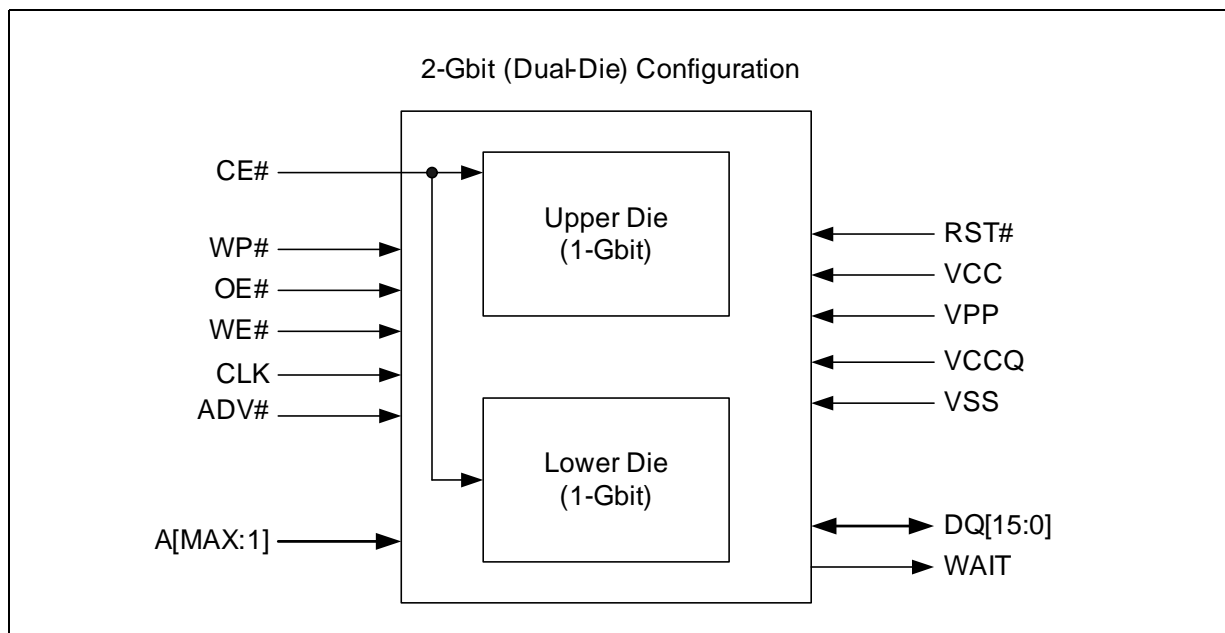 2-Gbit (Dual-Die) Configuration
CE#
WP#
OE#
WE#
CLK
ADV#
A[MAX:1]
Upper Die
(1-Gbit)
Lower Die
(1-Gbit)
RST#
VCC
VPP
VCCQ
VSS
DQ[15:0]
WAIT